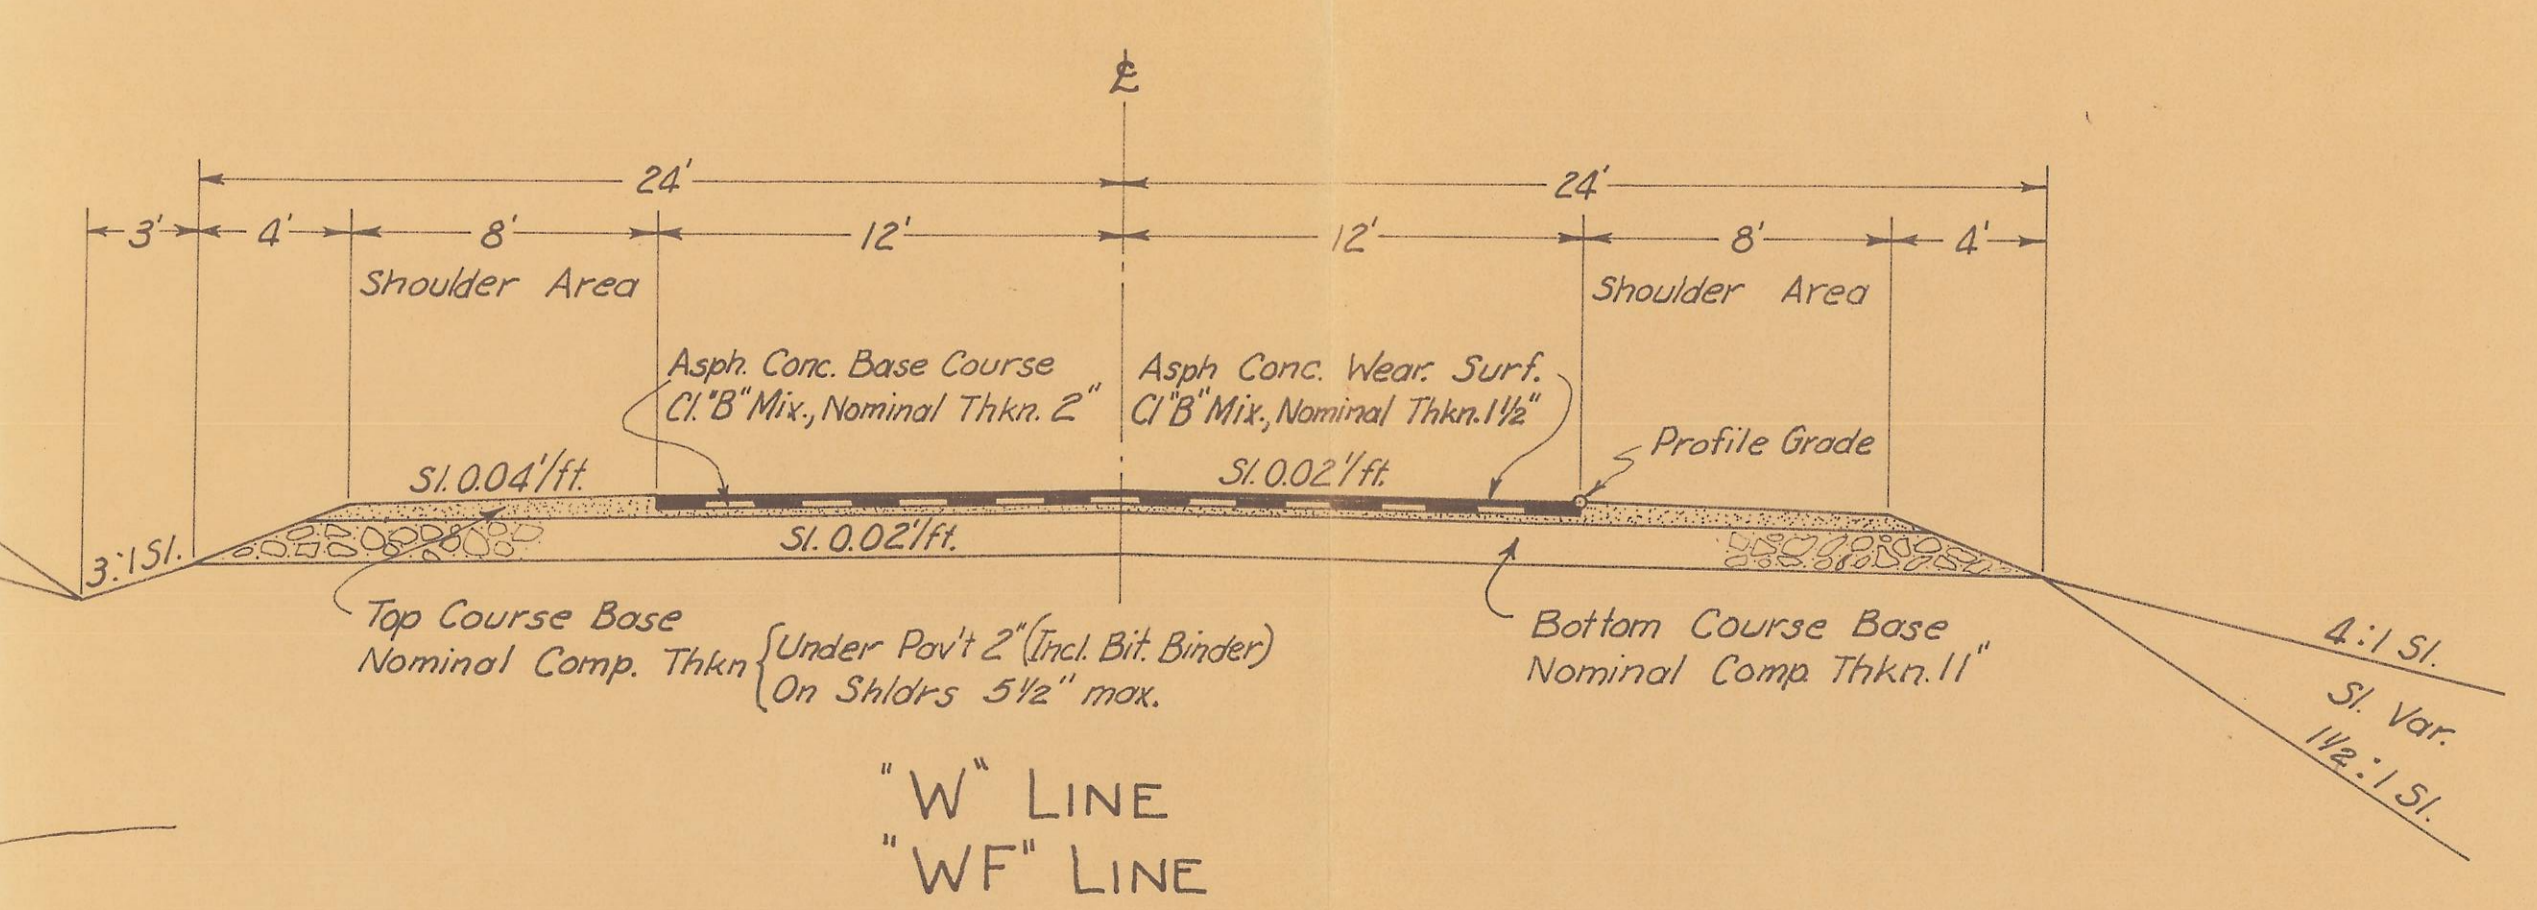 ℄
24' 24'
3' 4' 8' 12' 12' 8' 4'
Shoulder Area
Shoulder Area
Asph. Conc. Base Course
Cl. "B" Mix., Nominal Thkn. 2"
Asph Conc. Wear. Surf.
Cl "B" Mix., Nominal Thkn. 1½"
Profile Grade
Sl. 0.04'/ft.
Sl. 0.02'/ft.
Sl. 0.02'/ft.
3:1 Sl.
Top Course Base
Nominal Comp. Thkn
Under Pav't 2" (Incl. Bit. Binder)
On Shldrs 5½" max.
Bottom Course Base
Nominal Comp. Thkn. 11"
4:1 Sl.
Sl. Var.
1½:1 Sl.
"W" LINE
"WF" LINE